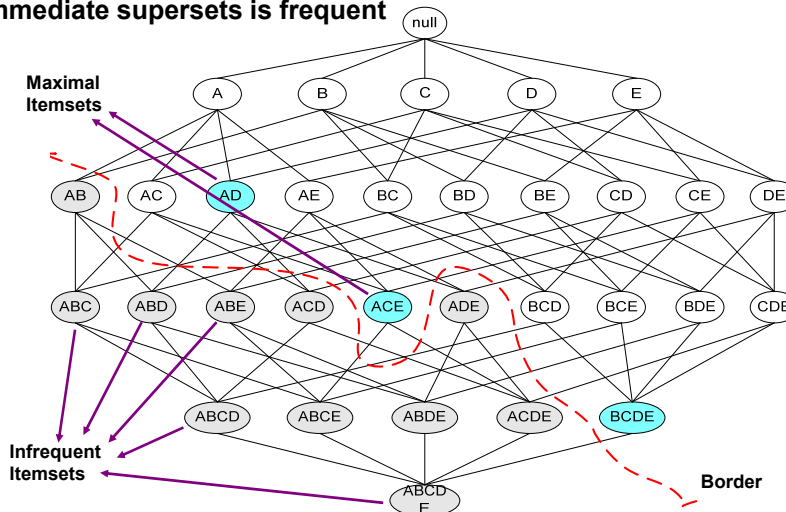 mmediate supersets is frequent
null
Maximal
Itemsets
A
B
C
D
E
AB
AC
AD
AE
BC
BD
BE
CD
CE
DE
ABC
ABD
ABE
ACD
ACE
ADE
BCD
BCE
BDE
CDE
ABCD
ABCE
ABDE
ACDE
BCDE
Infrequent
Itemsets
Border
ABCD
E